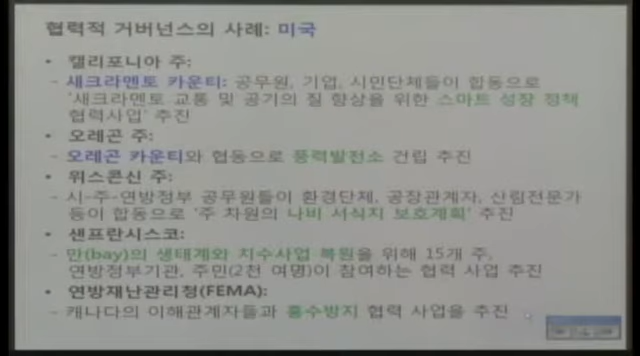 협력적 거버넌스의 사례: 미국
• 캘리포니아 주:
- 새크라멘토 카운티: 공무원, 기업, 시민단체들이 합동으로
'새크라멘토 교통 및 공기의 질 향상을 위한 스마트 성장 정책
협력사업' 추진
• 오레곤 주:
- 오레곤 카운티와 협동으로 풍력발전소 건립 추진
• 위스콘신 주:
- 시-주-연방정부 공무원들이 환경단체, 공장관계자, 산림전문가
등이 합동으로 '주 차원의 나비 서식지 보호계획' 추진
• 샌프란시스코:
- 만(bay)의 생태계와 치수사업 복원을 위해 15개 주,
연방정부기관, 주민(2천 여명)이 참여하는 협력 사업 추진
• 연방재난관리청(FEMA):
- 캐나다의 이해관계자들과 홍수방지 협력 사업을 추진